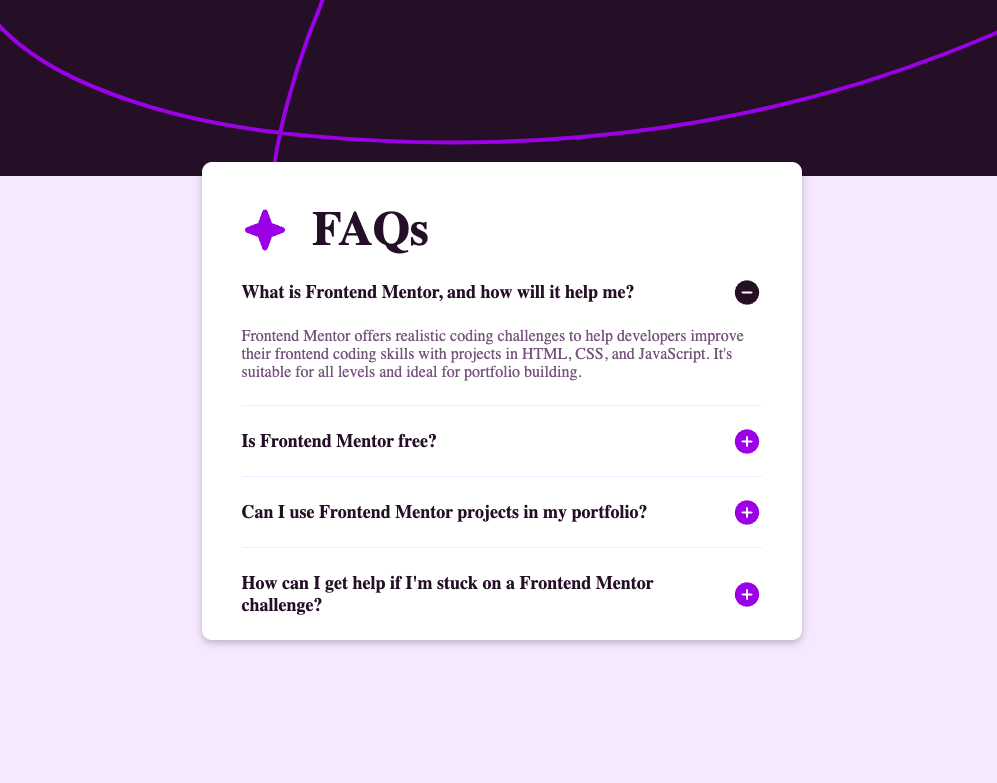 FAQs
What is Frontend Mentor, and how will it help me?
Frontend Mentor offers realistic coding challenges to help developers improve
their frontend coding skills with projects in HTML, CSS, and JavaScript. It's
suitable for all levels and ideal for portfolio building.
Is Frontend Mentor free?
Can I use Frontend Mentor projects in my portfolio?
How can I get help if I'm stuck on a Frontend Mentor
challenge?